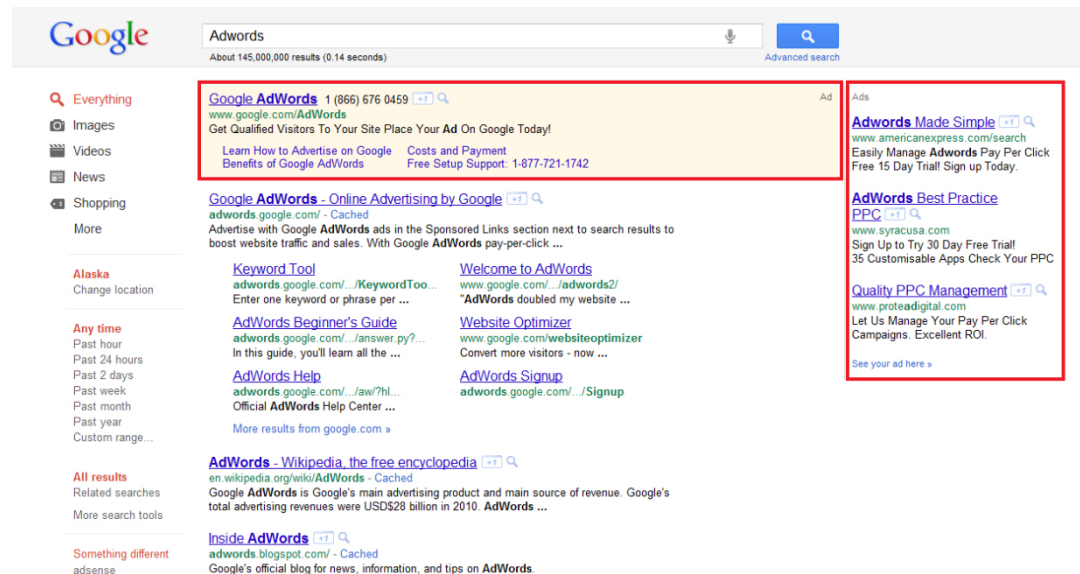 Google
Adwords
About 145,000,000 results (0.14 seconds)
Advanced search
Everything
Images
Videos
News
Shopping
More
Alaska
Change location
Any time
Past hour
Past 24 hours
Past 2 days
Past week
Past month
Past year
Custom range...
All results
Related searches
More search tools
Something different
adsense
Google AdWords 1 (866) 676 0459 +1
Ad
www.google.com/AdWords
Get Qualified Visitors To Your Site Place Your Ad On Google Today!
Learn How to Advertise on Google Costs and Payment
Benefits of Google AdWords Free Setup Support: 1-877-721-1742
Google AdWords - Online Advertising by Google +1
adwords.google.com/ - Cached
Advertise with Google AdWords ads in the Sponsored Links section next to search results to
boost website traffic and sales. With Google AdWords pay-per-click ...
Keyword Tool
adwords.google.com/.../KeywordToo...
Enter one keyword or phrase per ...
Welcome to AdWords
www.google.com/.../adwords2/
"AdWords doubled my website ...
AdWords Beginner's Guide
adwords.google.com/.../answer.py?...
In this guide, you'll learn all the ...
Website Optimizer
www.google.com/websiteoptimizer
Convert more visitors - now ...
AdWords Help
adwords.google.com/.../aw/?hl...
Official AdWords Help Center ...
AdWords Signup
adwords.google.com/.../Signup
More results from google.com »
AdWords - Wikipedia, the free encyclopedia +1
en.wikipedia.org/wiki/AdWords - Cached
Google AdWords is Google's main advertising product and main source of revenue. Google's
total advertising revenues were USD$28 billion in 2010. AdWords ...
Inside AdWords +1
adwords.blogspot.com/ - Cached
Google's official blog for news, information, and tips on AdWords.
Ads
Adwords Made Simple +1
www.americanexpress.com/search
Easily Manage Adwords Pay Per Click
Free 15 Day Trial! Sign up Today.
AdWords Best Practice
PPC +1
www.syracusa.com
Sign Up to Try 30 Day Free Trial!
35 Customisable Apps Check Your PPC
Quality PPC Management +1
www.proteadigital.com
Let Us Manage Your Pay Per Click
Campaigns. Excellent ROI.
See your ad here »